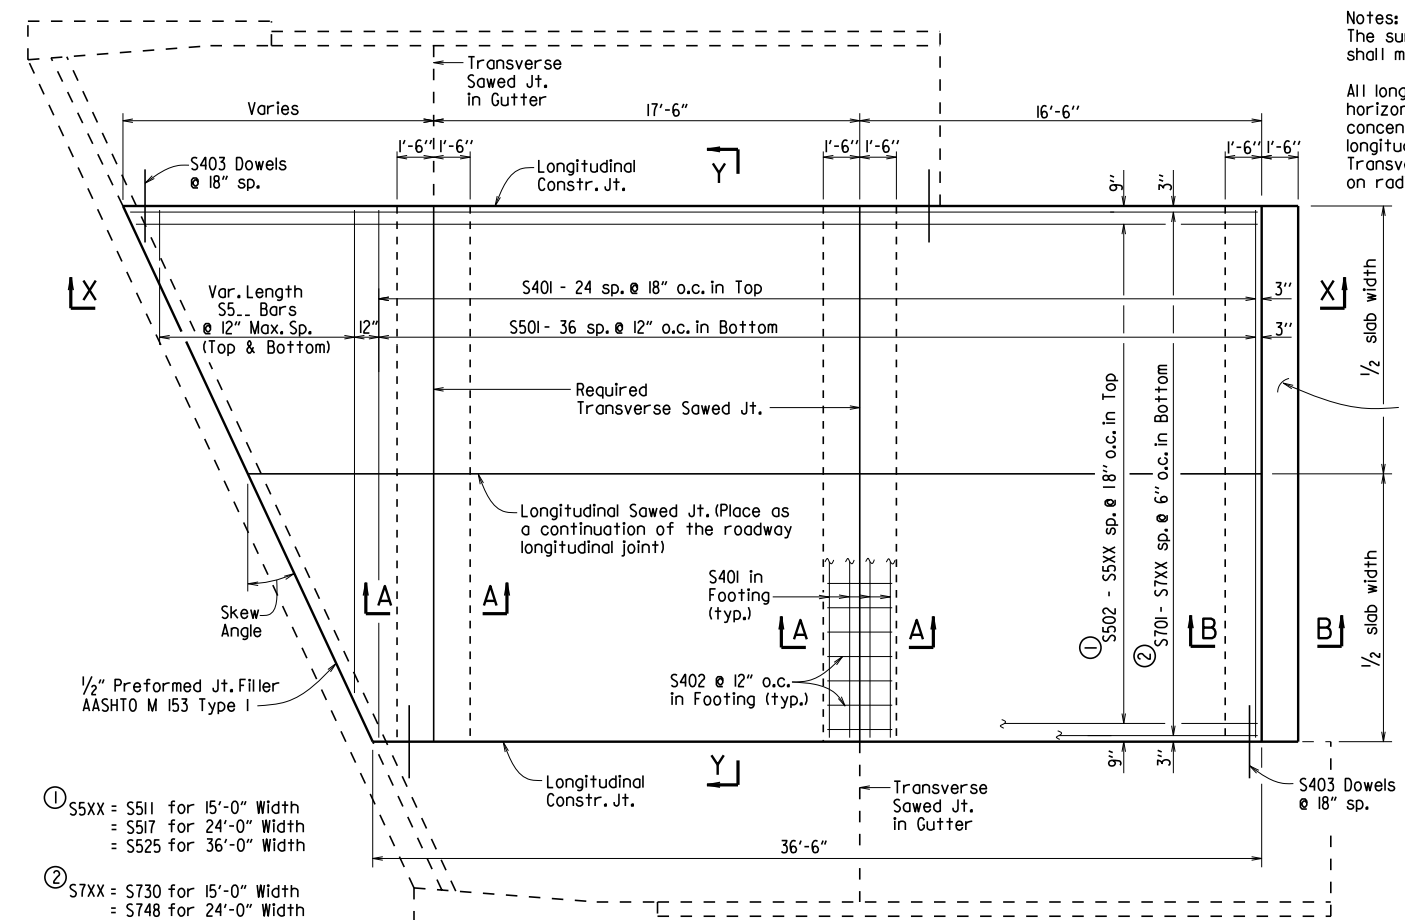 Notes:
The
shall
All
Transverse
Sawed Jt.
in Gutter
Varies
17'-6"
16'-6"
1'-6"
1'-6"
1'-6"
1'-6"
1'-6"
1'-6"
on
S403 Dowels
@ 18" sp.
Longitudinal
Constr. Jt.
Y
9"
3"
X
X
Var. Length
S5__ Bars
@ 12" Max. Sp.
(Top & Bottom)
12"
S401 - 24 sp. @ 18" o.c. in Top
3"
S501 - 36 sp. @ 12" o.c. in Bottom
3"
1/2 slab width
Required
Transverse Sawed Jt.
S502 - S5XX sp. @ 18" o.c. in Top
S701 - S7XX sp. @ 6" o.c. in Bottom
Longitudinal Sawed Jt. (Place as
a continuation of the roadway
longitudinal joint)
S401 in
Footing
(typ.)
A
A
A
A
B
B
1
2
1/2 slab width
Skew
Angle
S402 @ 12" o.c.
in Footing (typ.)
1/2" Preformed Jt. Filler
AASHTO M 153 Type 1
9"
3"
Y
Longitudinal
Constr. Jt.
Transverse
Sawed Jt.
in Gutter
S403 Dowels
@ 18" sp.
36'-6"
1 S5XX = S511 for 15'-0" Width
= S517 for 24'-0" Width
= S525 for 36'-0" Width
2 S7XX = S730 for 15'-0" Width
= S748 for 24'-0" Width